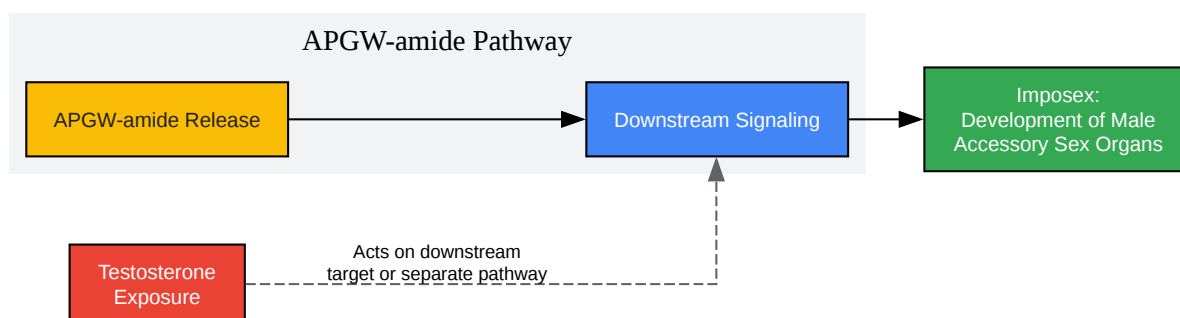 APGW-amide Pathway
APGW-amide Release
Downstream Signaling
Imposex:
Development of Male
Accessory Sex Organs
Acts on downstream
target or separate pathway
Testosterone
Exposure